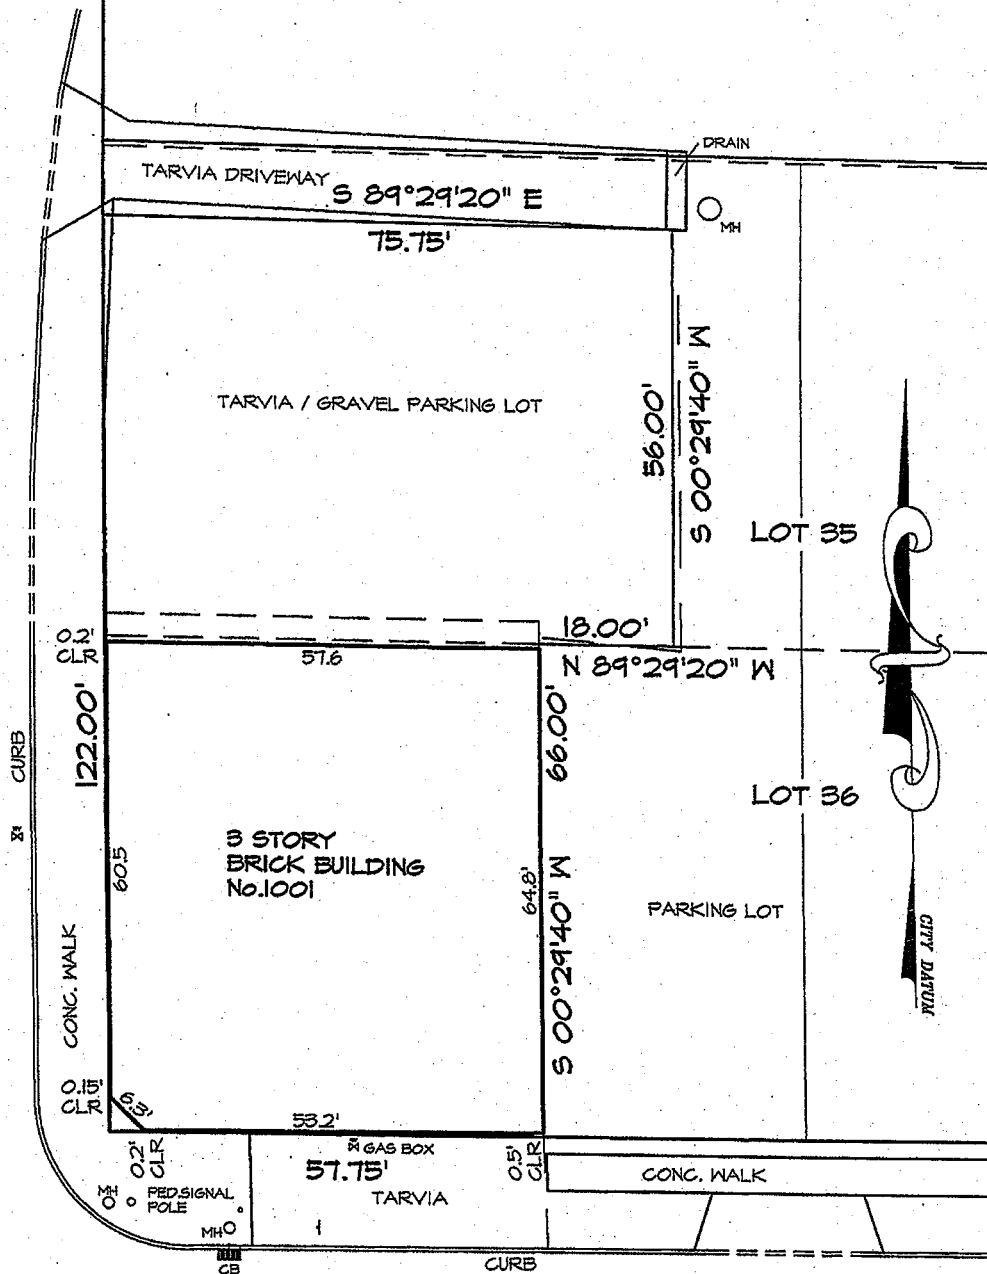 DRAIN
TARVIA DRIVEWAY
S 89°29'20" E
MH
75.75'
TARVIA / GRAVEL PARKING LOT
56.00'
S 00°29'40" W
LOT 35
18.00'
0.2'
CLR
57.6
N 89°29'20" W
122.00'
66.00'
CURB
LOT 36
3 STORY
BRICK BUILDING
No.1001
60.5
64.8'
S 00°29'40" W
PARKING LOT
CITY DATUM
CONC. WALK
0.15'
CLR
6.3'
53.2'
0.2'
CLR
GAS BOX
0.5'
CLR
57.75'
CONC. WALK
MH
PED.SIGNAL
POLE
TARVIA
MH
CB
CURB